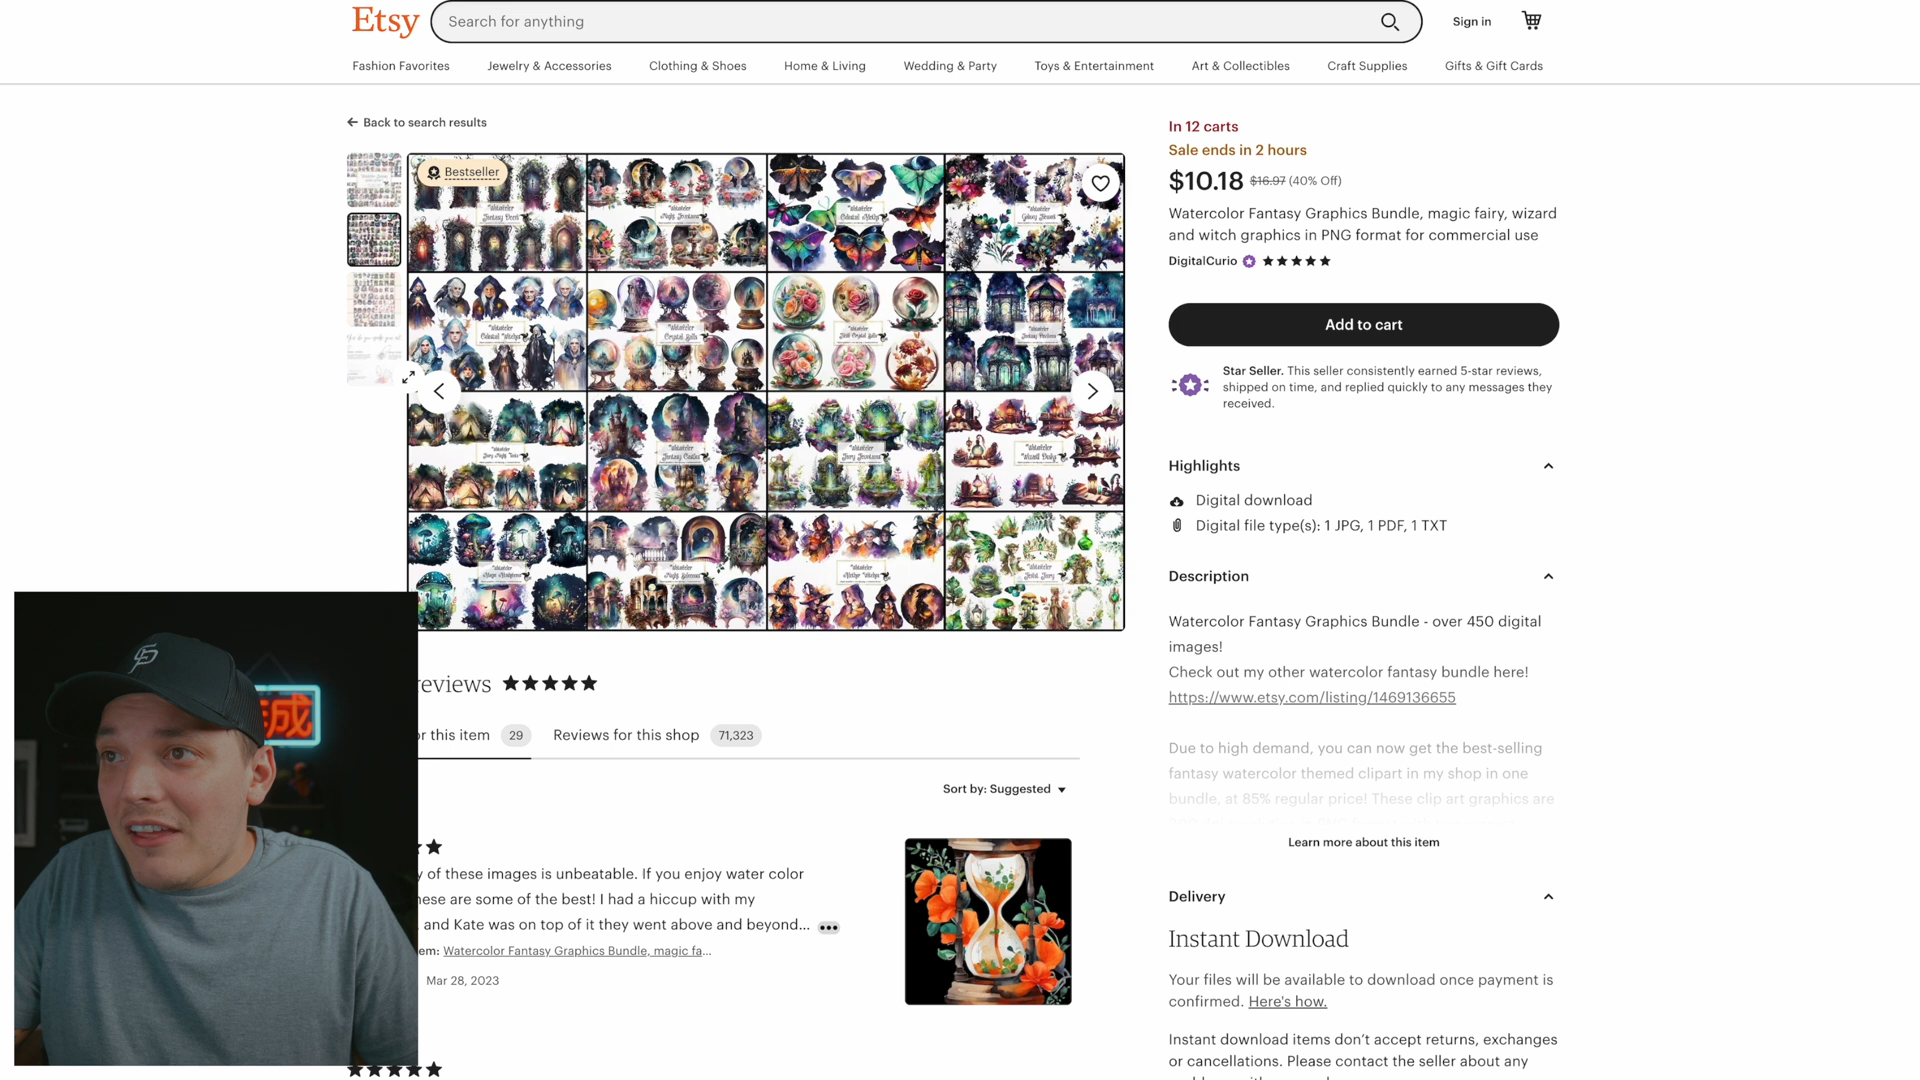 Etsy
Search for anything
Sign in
Fashion Favorites
Jewelry & Accessories
Clothing & Shoes
Home & Living
Wedding & Party
Toys & Entertainment
Art & Collectibles
Craft Supplies
Gifts & Gift Cards
Back to search results
Bestseller
In 12 carts
Sale ends in 2 hours
$10.18 $16.97 (40% Off)
Watercolor Fantasy Graphics Bundle, magic fairy, wizard
and witch graphics in PNG format for commercial use
DigitalCurio
Add to cart
Star Seller. This seller consistently earned 5-star reviews,
shipped on time, and replied quickly to any messages they
received.
Highlights
Digital download
Digital file type(s): 1 JPG, 1 PDF, 1 TXT
Description
Watercolor Fantasy Graphics Bundle - over 450 digital
images!
Check out my other watercolor fantasy bundle here!
https://www.etsy.com/listing/1469136655
Due to high demand, you can now get the best-selling
fantasy watercolor themed clipart in my shop in one
bundle, at 85% regular price! These clip art graphics are
Learn more about this item
Delivery
Instant Download
Your files will be available to download once payment is
confirmed. Here's how.
Instant download items don't accept returns, exchanges
or cancellations. Please contact the seller about any
eviews
r this item 29
Reviews for this shop 71,323
Sort by: Suggested
y of these images is unbeatable. If you enjoy water color
hese are some of the best! I had a hiccup with my
and Kate was on top of it they went above and beyond...
em: Watercolor Fantasy Graphics Bundle, magic fa...
Mar 28, 2023
成